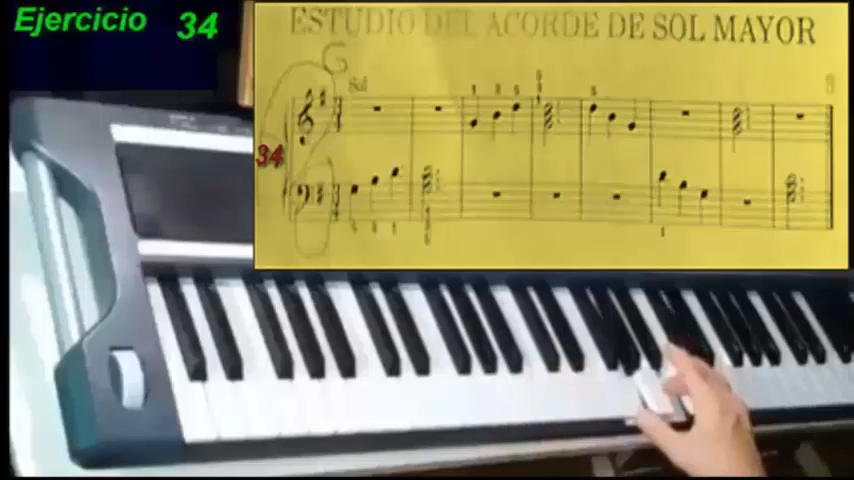 Ejercicio 34
ESTUDIO DEL ACORDE DE SOL MAYOR
G
Sol
34